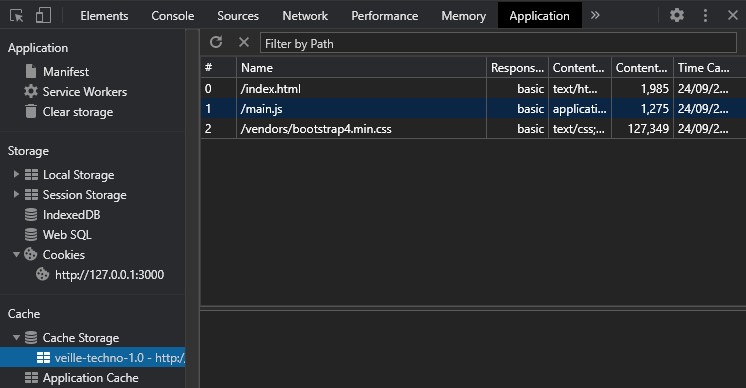 Elements Console Sources Network Performance Memory Application »
Application
Manifest
Service Workers
Clear storage
Storage
Local Storage
Session Storage
IndexedDB
Web SQL
Cookies
http://127.0.0.1:3000
Cache
Cache Storage
veille-techno-1.0 - http:/
Application Cache
Filter by Path
# Name Respons... Content... Content... Time Ca...
0 /index.html basic text/ht... 1,985 24/09/2...
1 /main.js basic applicati... 1,275 24/09/2...
2 /vendors/bootstrap4.min.css basic text/css;... 127,349 24/09/2...